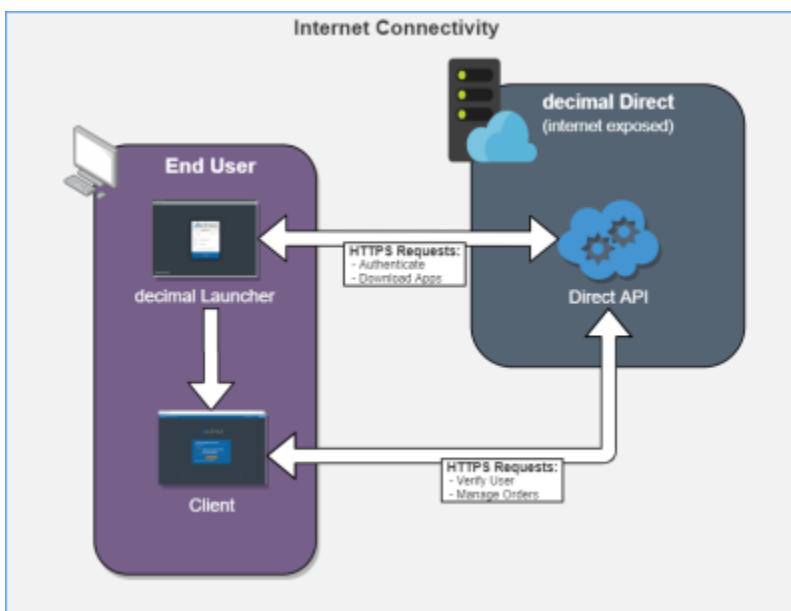 Internet Connectivity
decimal Direct
(internet exposed)
End User
HTTPS Requests:
- Authenticate
- Download Apps
decimal Launcher
Direct API
HTTPS Requests:
- Verify User
- Manage Orders
Client